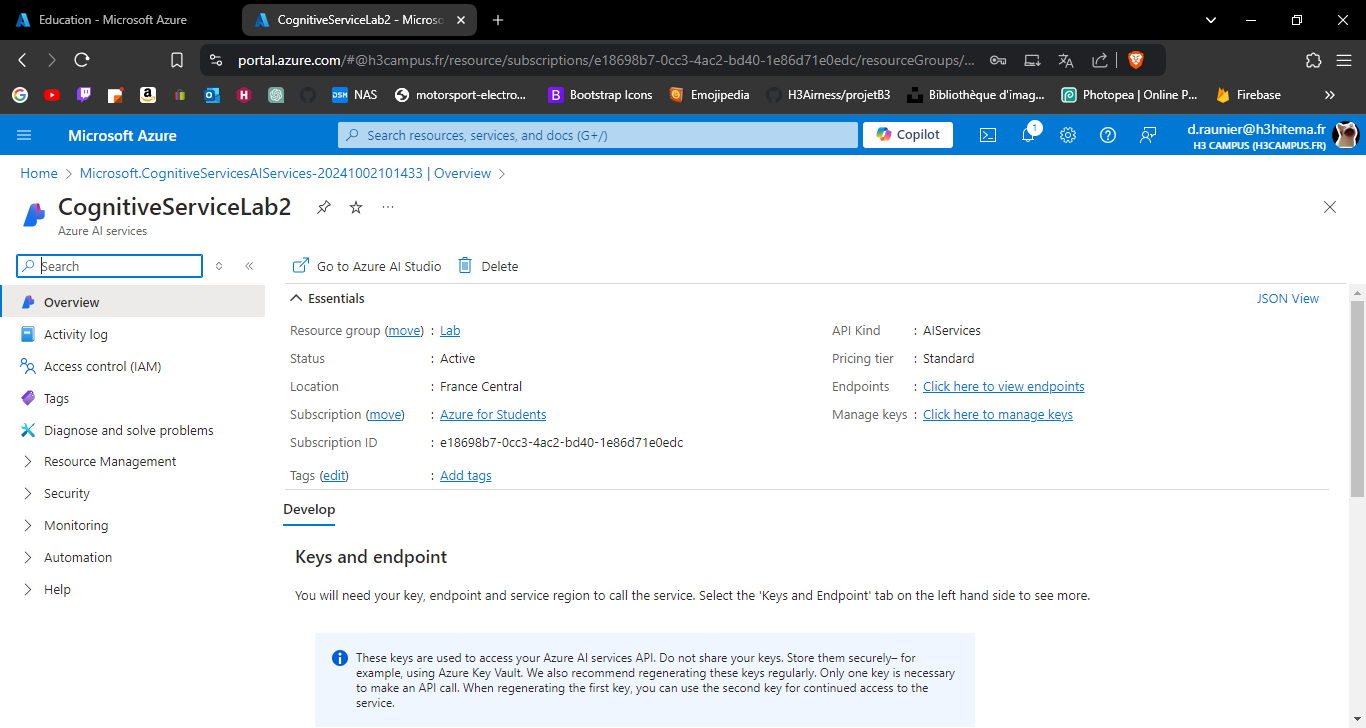 Education - Microsoft Azure
CognitiveServiceLab2 - Microso
portal.azure.com/#@h3campus.fr/resource/subscriptions/e18698b7-0cc3-4ac2-bd40-1e86d71e0edc/resourceGroups/...
NAS
motorsport-electro...
Bootstrap Icons
Emojipedia
H3Airness/projetB3
Bibliothèque d'imag...
Photopea | Online P...
Firebase
Microsoft Azure
Search resources, services, and docs (G+/)
Copilot
1
d.raunier@h3hitema.fr
H3 CAMPUS (H3CAMPUS.FR)
Home > Microsoft.CognitiveServicesAIServices-20241002101433 | Overview >
CognitiveServiceLab2
Azure AI services
Search
Go to Azure AI Studio
Delete
Overview
Activity log
Access control (IAM)
Tags
Diagnose and solve problems
Resource Management
Security
Monitoring
Automation
Help
Essentials
JSON View
Resource group (move) : Lab
Status : Active
Location : France Central
Subscription (move) : Azure for Students
Subscription ID : e18698b7-0cc3-4ac2-bd40-1e86d71e0edc
Tags (edit) : Add tags
API Kind : AIServices
Pricing tier : Standard
Endpoints : Click here to view endpoints
Manage keys : Click here to manage keys
Develop
Keys and endpoint
You will need your key, endpoint and service region to call the service. Select the 'Keys and Endpoint' tab on the left hand side to see more.
These keys are used to access your Azure AI services API. Do not share your keys. Store them securely– for
example, using Azure Key Vault. We also recommend regenerating these keys regularly. Only one key is necessary
to make an API call. When regenerating the first key, you can use the second key for continued access to the
service.